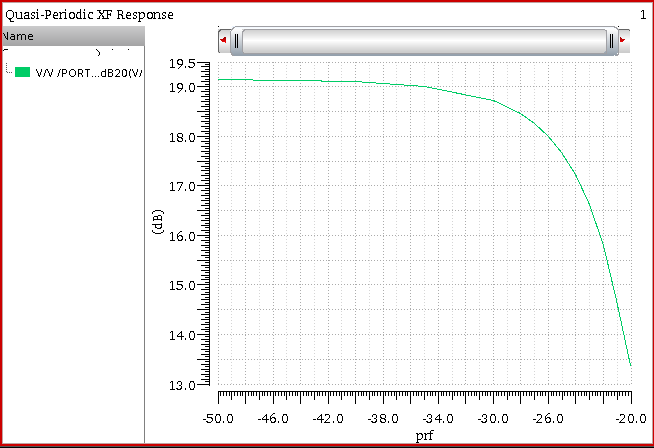 Quasi-Periodic XF Response 1
Name
V/V /PORT...dB20(V/
19.5
19.0
18.0
17.0
16.0
15.0
14.0
13.0
(dB)
-50.0 -46.0 -42.0 -38.0 -34.0 -30.0 -26.0 -20.0
prf